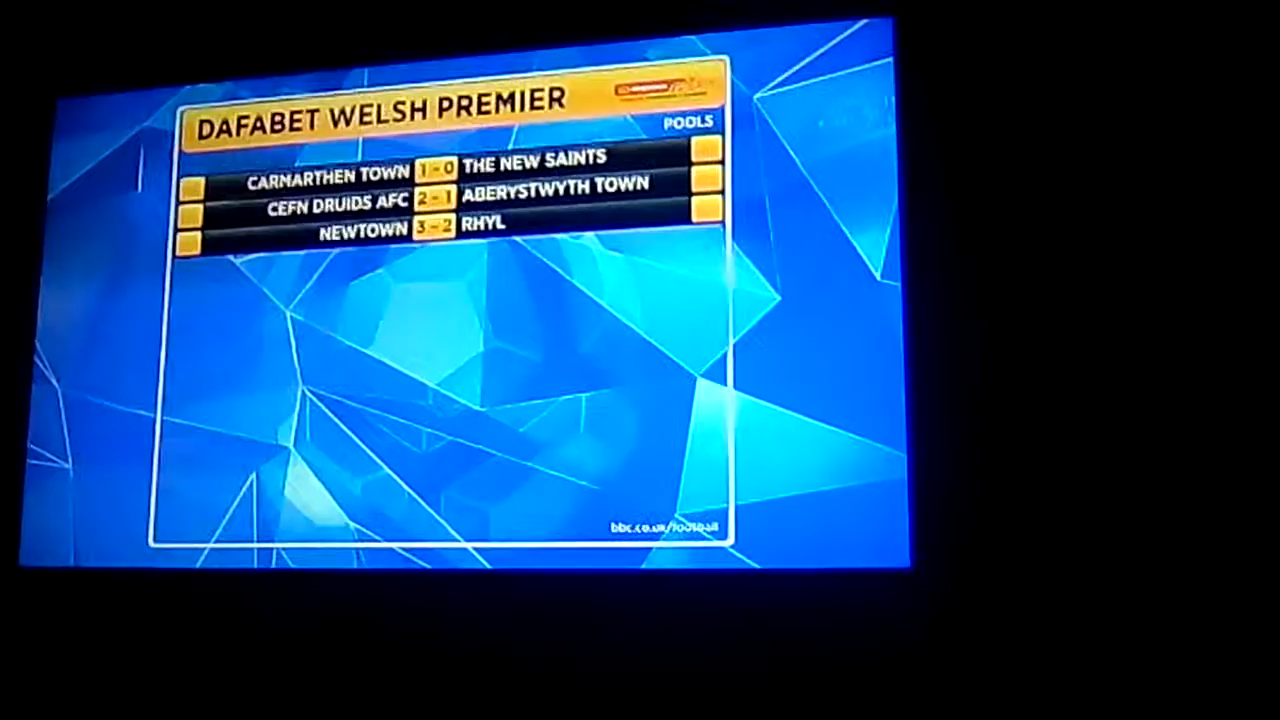 DAFABET WELSH PREMIER
POOLS
CARMARTHEN TOWN 1 - 0 THE NEW SAINTS
CEFN DRUIDS AFC 2 - 1 ABERYSTWYTH TOWN
NEWTOWN 3 - 2 RHYL
bbc.co.uk/football